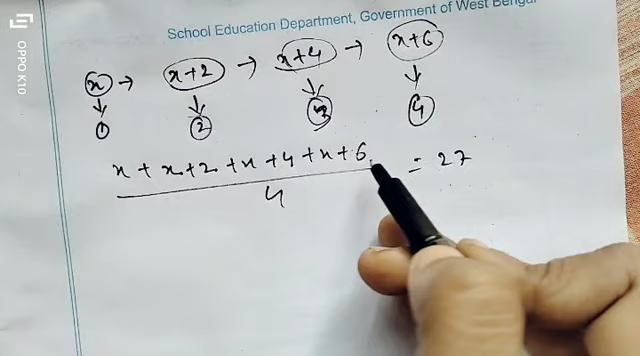 School Education Department, Government of West Bengal
x → x+2 → x+4 → x+6
↓ ↓ ↓ ↓
1 2 3 4
x + x + 2 + x + 4 + x + 6 = 27
4
OPPO K10